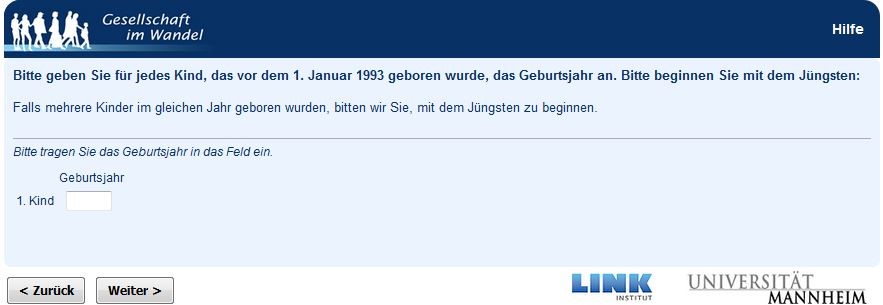 Gesellschaft
im Wandel
Hilfe
Bitte geben Sie für jedes Kind, das vor dem 1. Januar 1993 geboren wurde, das Geburtsjahr an. Bitte beginnen Sie mit dem Jüngsten:
Falls mehrere Kinder im gleichen Jahr geboren wurden, bitten wir Sie, mit dem Jüngsten zu beginnen.
Bitte tragen Sie das Geburtsjahr in das Feld ein.
Geburtsjahr
1. Kind
< Zurück Weiter >
LINK
INSTITUT
UNIVERSITÄT
MANNHEIM